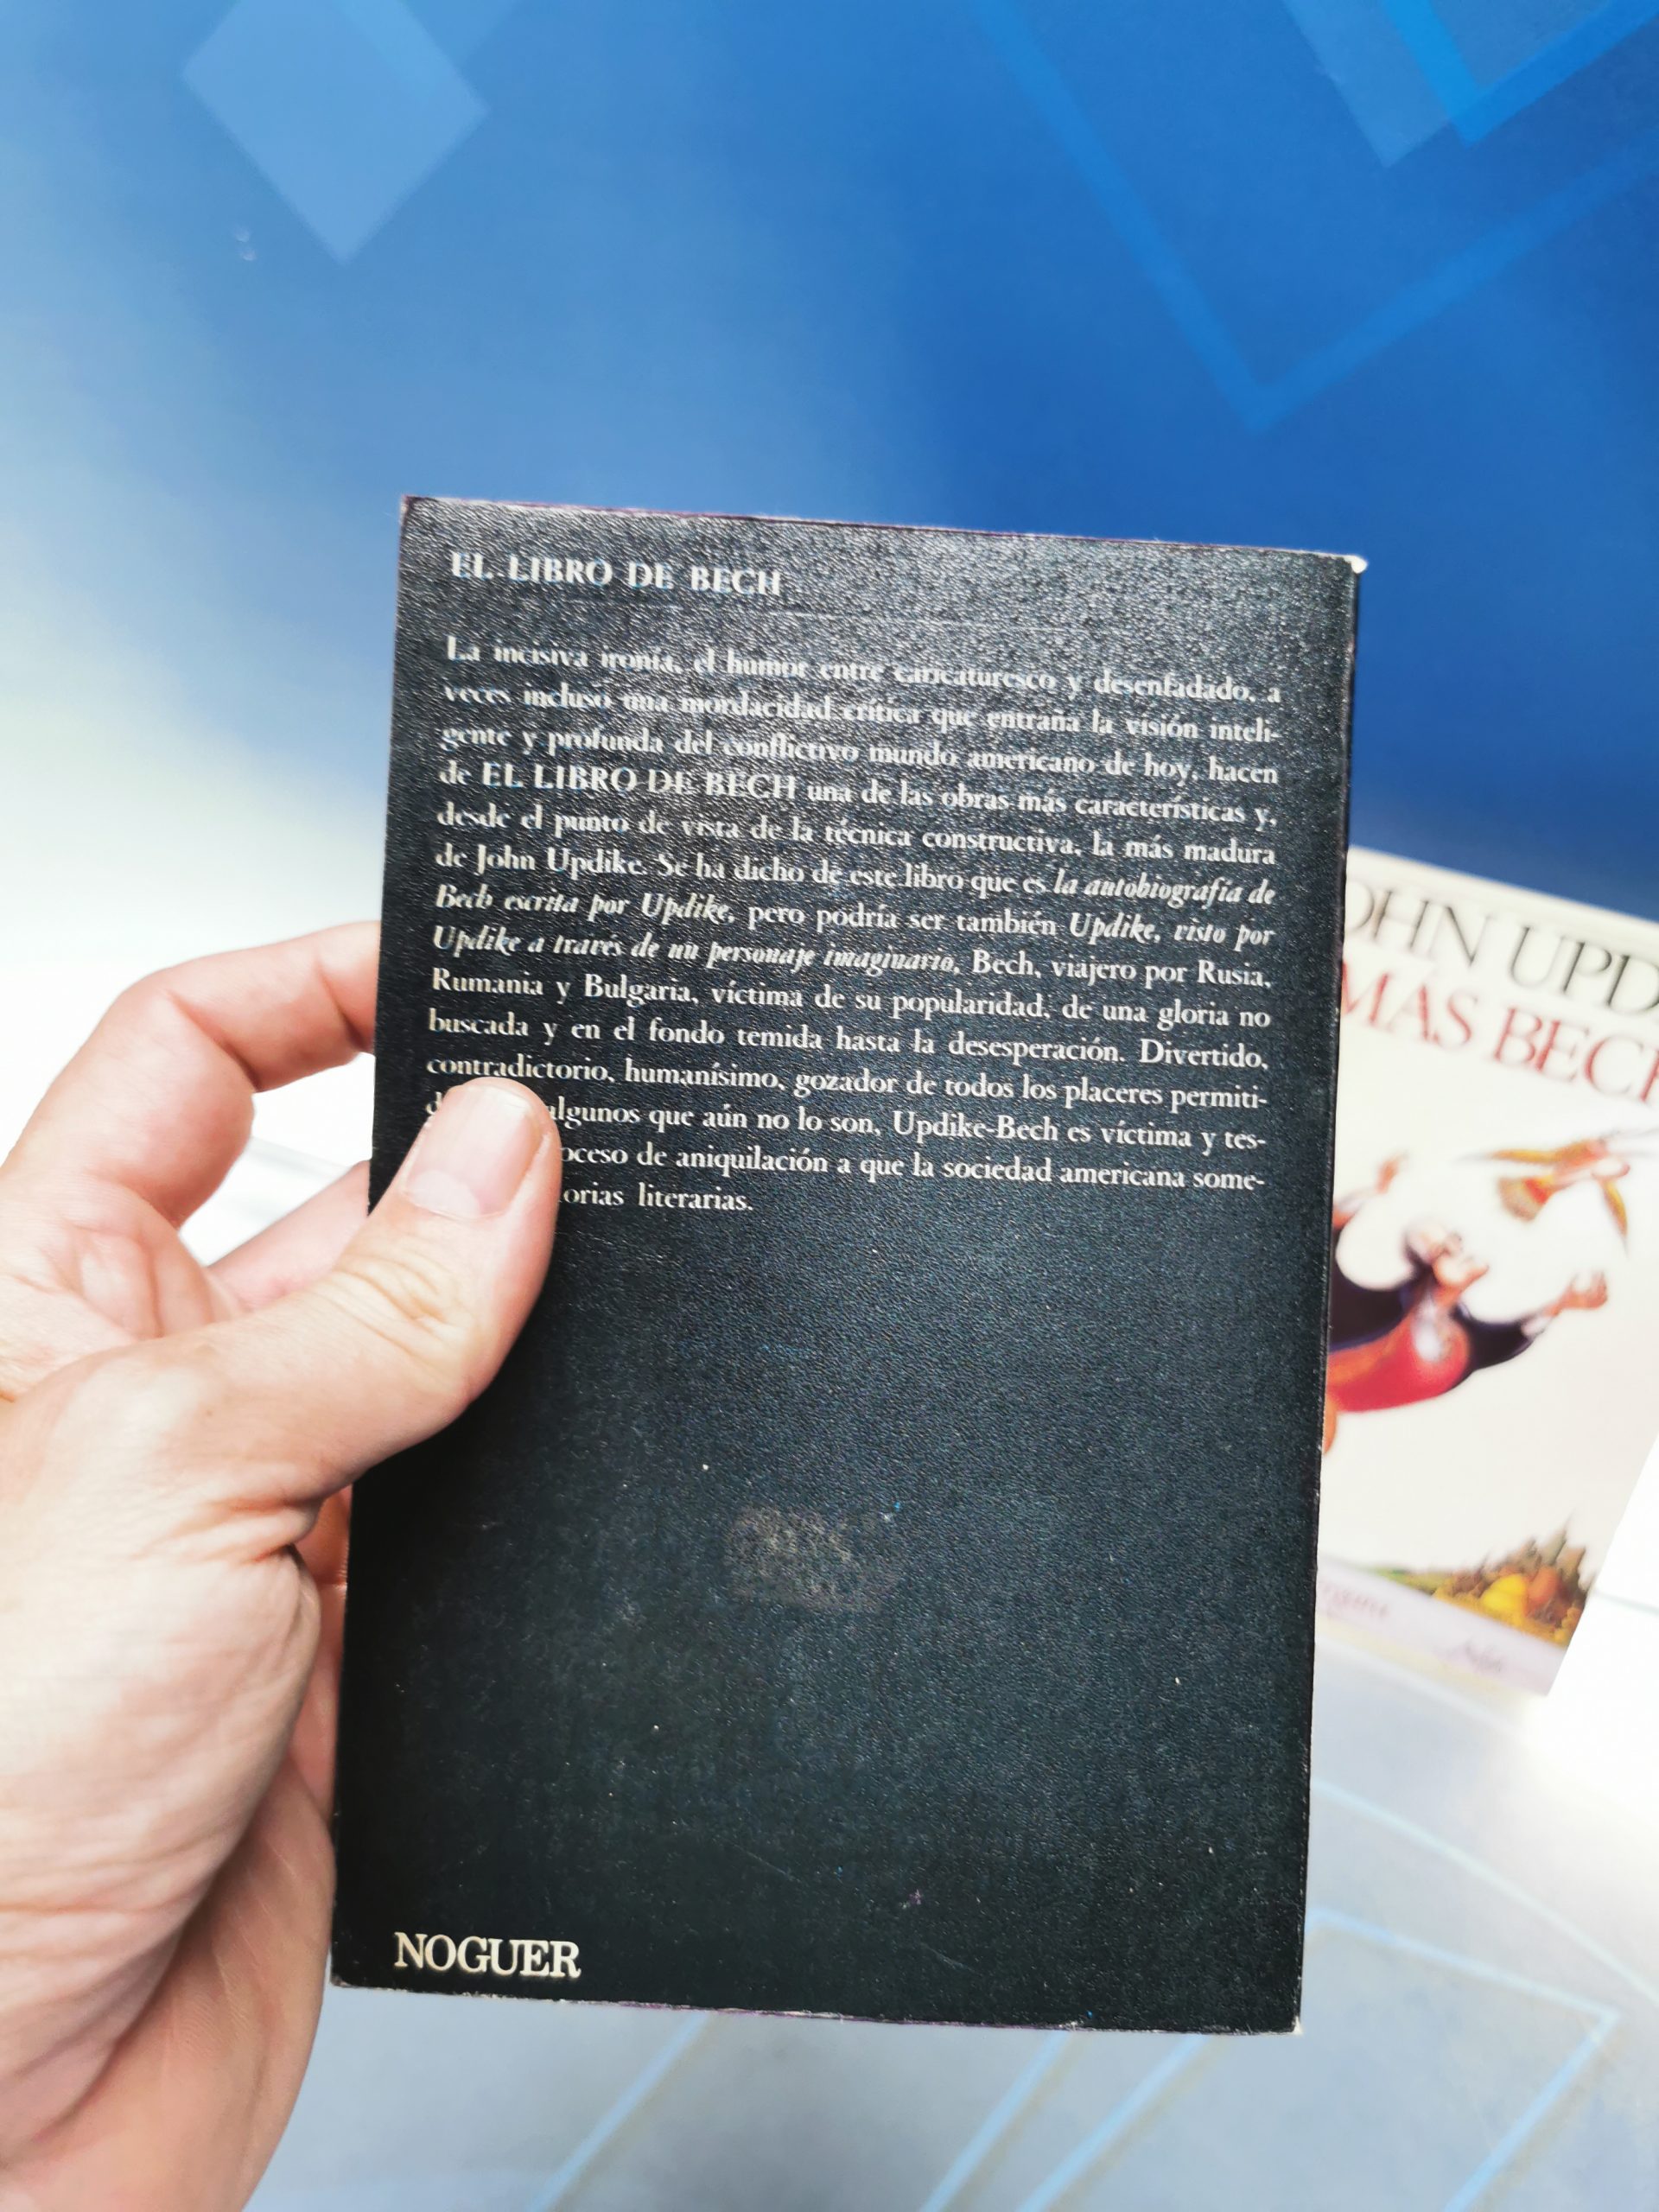 EL LIBRO DE BECH
La incisiva ironía, el humor entre caricaturesco y desenfadado, a
veces incluso una mordacidad crítica que entraña la visión inteli-
gente y profunda del conflictivo mundo americano de hoy, hacen
de EL LIBRO DE BECH una de las obras más características y,
desde el punto de vista de la técnica constructiva, la más madura
de John Updike. Se ha dicho de este libro que es la autobiografía de
Bech escrita por Updike, pero podría ser también Updike, visto por
Updike a través de un personaje imaginario, Bech, viajero por Rusia,
Rumania y Bulgaria, víctima de su popularidad, de una gloria no
buscada y en el fondo temida hasta la desesperación. Divertido,
contradictorio, humanísimo, gozador de todos los placeres permiti-
algunos que aún no lo son, Updike-Bech es víctima y tes-
oceso de aniquilación a que la sociedad americana some-
orias literarias.
NOGUER
OHN UPD
MAS BEC